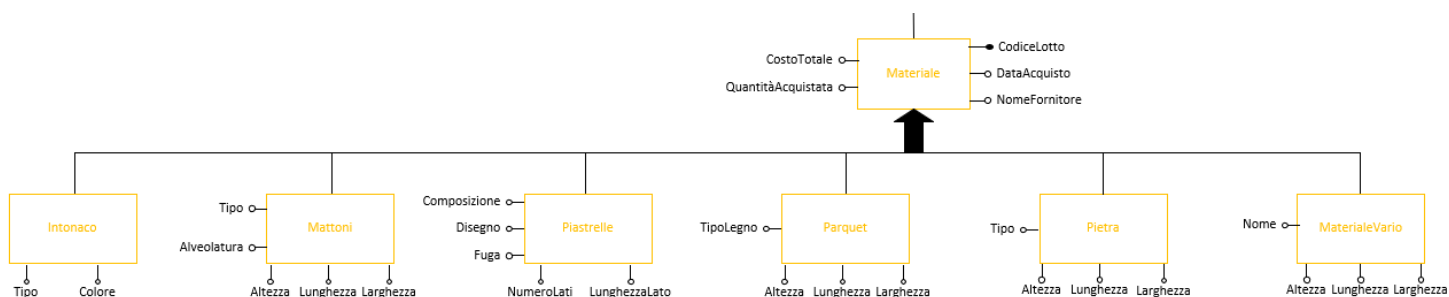 CodiceLotto
CostoTotale
Materiale
DataAcquisto
QuantitàAcquistata
NomeFornitore
Intonaco
Tipo
Colore
Tipo
Alveolatura
Mattoni
Altezza
Lunghezza
Larghezza
Composizione
Disegno
Fuga
Piastrelle
NumeroLati
LunghezzaLato
TipoLegno
Parquet
Altezza
Lunghezza
Larghezza
Tipo
Pietra
Altezza
Lunghezza
Larghezza
Nome
MaterialeVario
Altezza
Lunghezza
Larghezza